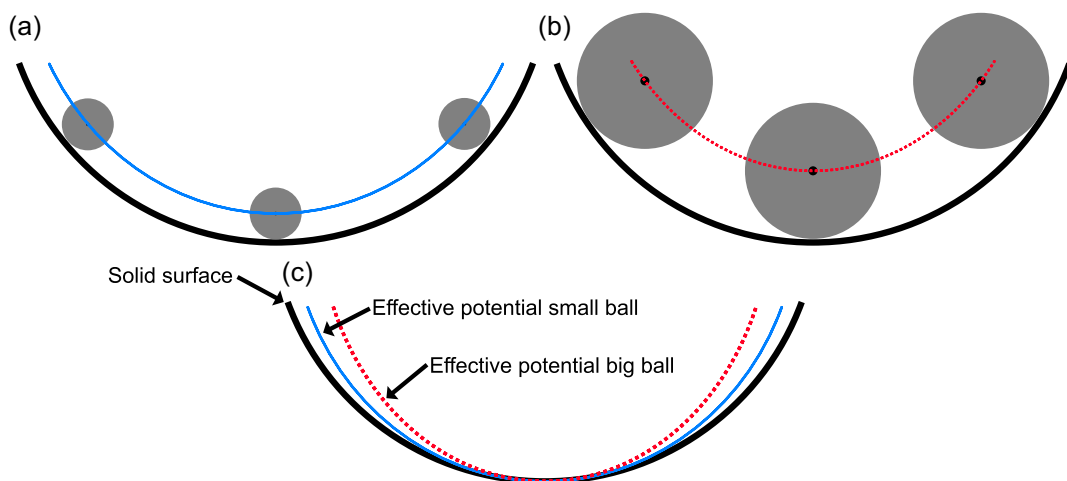 (a)
(b)
(c)
Solid surface
Effective potential small ball
Effective potential big ball